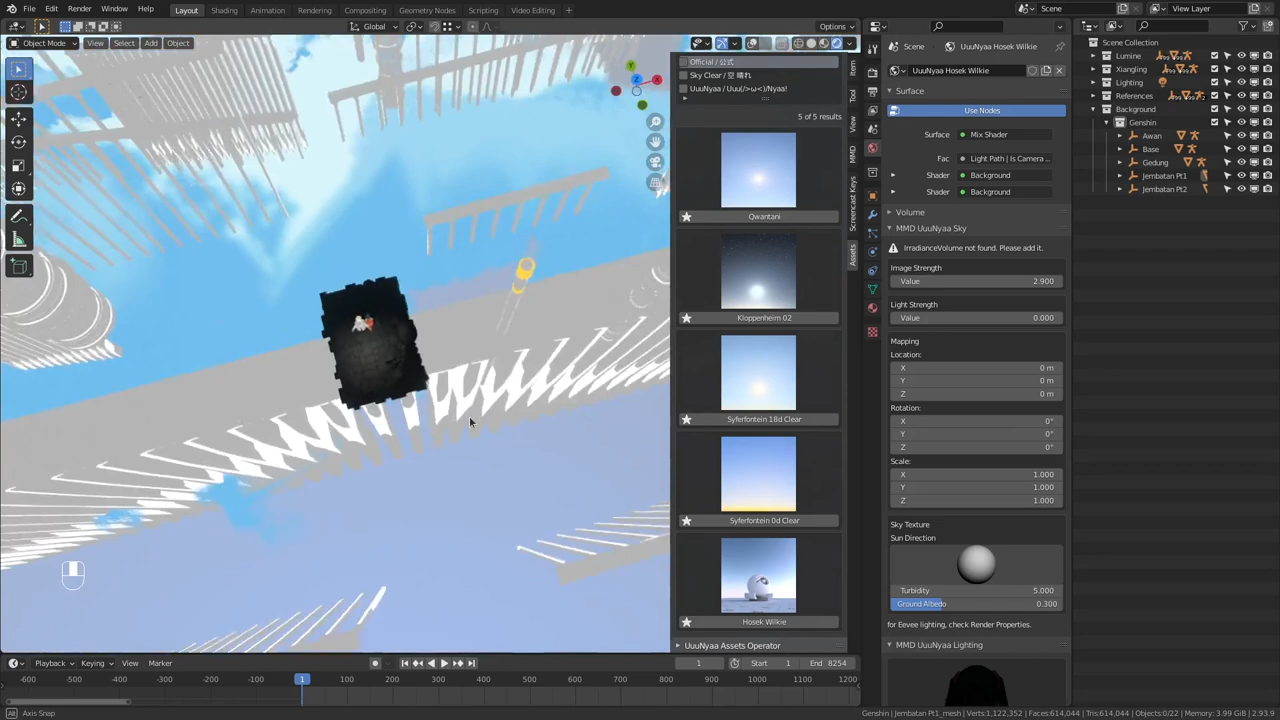 File Edit Render Window Help Layout Shading Animation Rendering Compositing Geometry Nodes Scripting Video Editing + Scene View Layer
Global Options
Object Mode View Select Add Object
Official / 公式
Sky Clear / 空 晴れ
UuuNyaa / Uuu(/>ω<)/Nyaa!
5 of 5 results
Qwantani
Kloppenheim 02
Syferfontein 18d Clear
Syferfontein 0d Clear
Hosek Wilkie
UuuNyaa Assets Operator
Item
Tool
View
MMD
Screencast Keys
Assets
X
Y
Z
Scene UuuNyaa Hosek Wilkie
UuuNyaa Hosek Wilkie
Surface
Use Nodes
Surface Mix Shader
Fac Light Path | Is Camera ...
Shader Background
Shader Background
Volume
MMD UuuNyaa Sky
IrradianceVolume not found. Please add it.
Image Strength
Value 2.900
Light Strength
Value 0.000
Mapping
Location:
X 0 m
Y 0 m
Z 0 m
Rotation:
X 0°
Y 0°
Z 0°
Scale:
X 1.000
Y 1.000
Z 1.000
Sky Texture
Sun Direction
Turbidity 5.000
Ground Albedo 0.300
for Eevee lighting, check Render Properties.
MMD UuuNyaa Lighting
Scene Collection
Lumine
Xiangling
Lighting
References
Background
Genshin
Awan
Base
Gedung
Jembatan Pt1
Jembatan Pt2
Playback Keying View Marker 1 Start 1 End 8254
-600 -500 -400 -300 -200 -100 1 100 200 300 400 500 600 700 800 900 1000 1100 1200
Axis Snap
Genshin | Jembatan Pt1_mesh | Verts:1,122,352 | Faces:614,044 | Tris:614,044 | Objects:0/22 | Memory: 3.99 GiB | 2.93.9